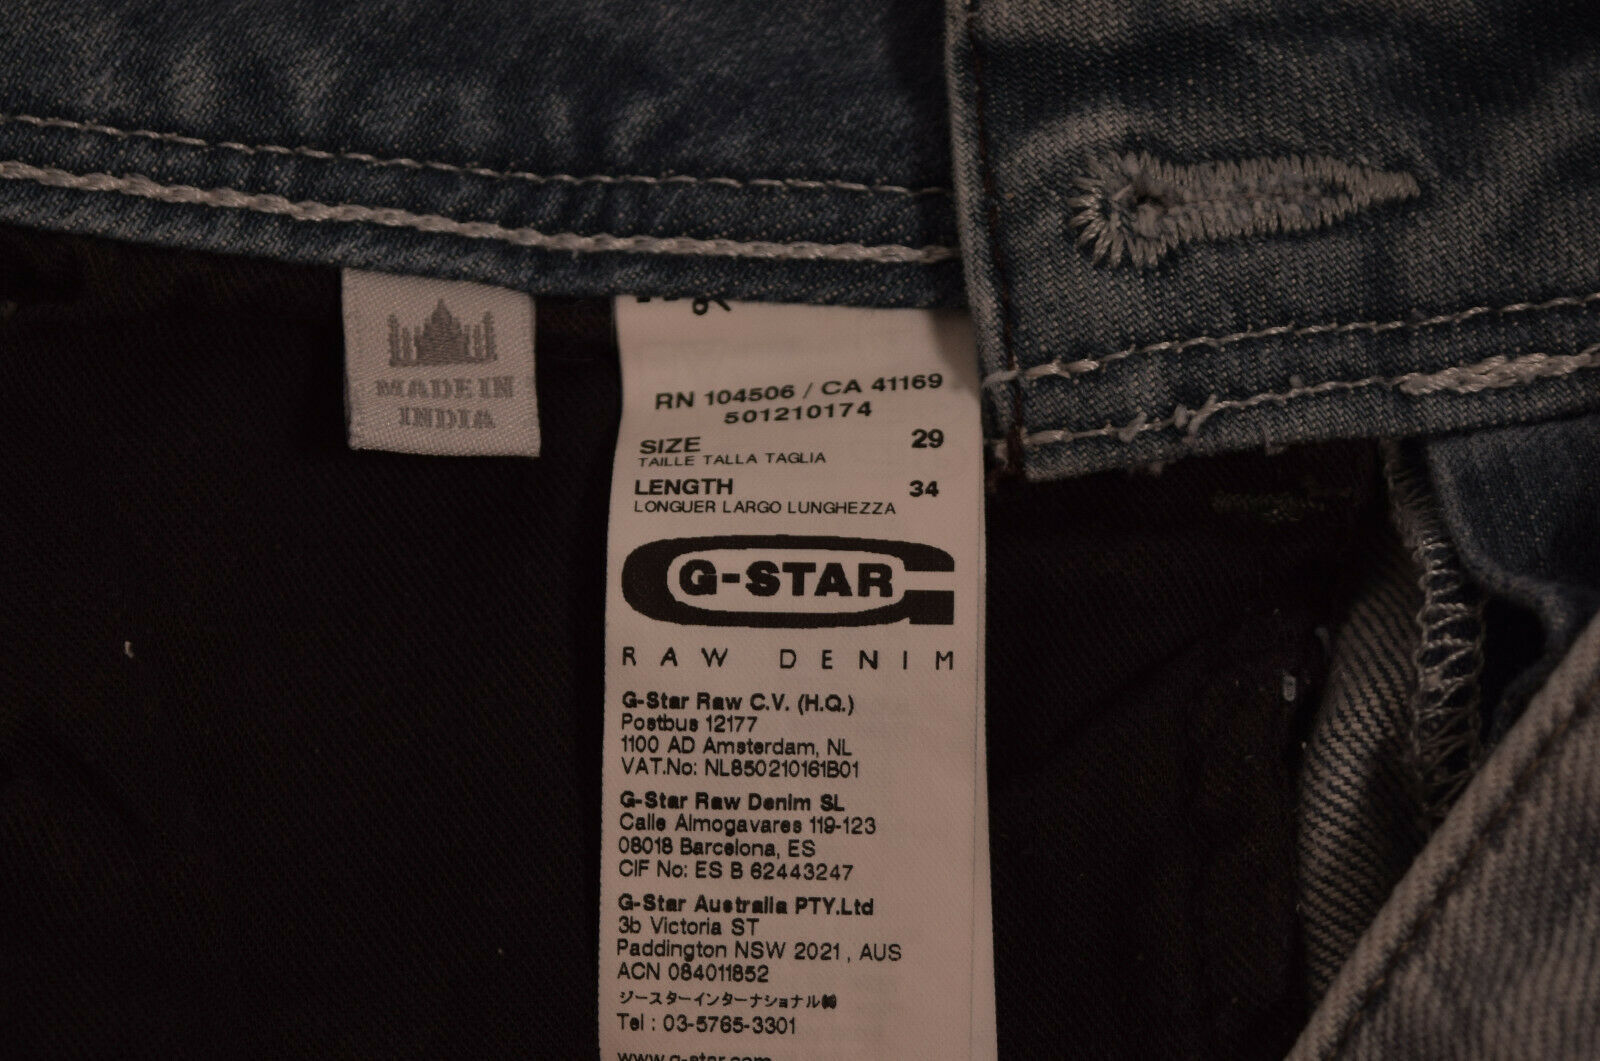 MADE IN
INDIA
RN 104506 / CA 41169
501210174
SIZE 29
TAILLE TALLA TAGLIA
LENGTH 34
LONGUER LARGO LUNGHEZZA
G-STAR
RAW DENIM
G-Star Raw C.V. (H.Q.)
Postbus 12177
1100 AD Amsterdam, NL
VAT.No: NL850210161B01
G-Star Raw Denim SL
Calle Almogavares 119-123
08018 Barcelona, ES
CIF No: ES B 62443247
G-Star Australia PTY.Ltd
3b Victoria ST
Paddington NSW 2021 , AUS
ACN 084011852
ジースターインターナショナル㈱
Tel : 03-5765-3301
www.g-star.com